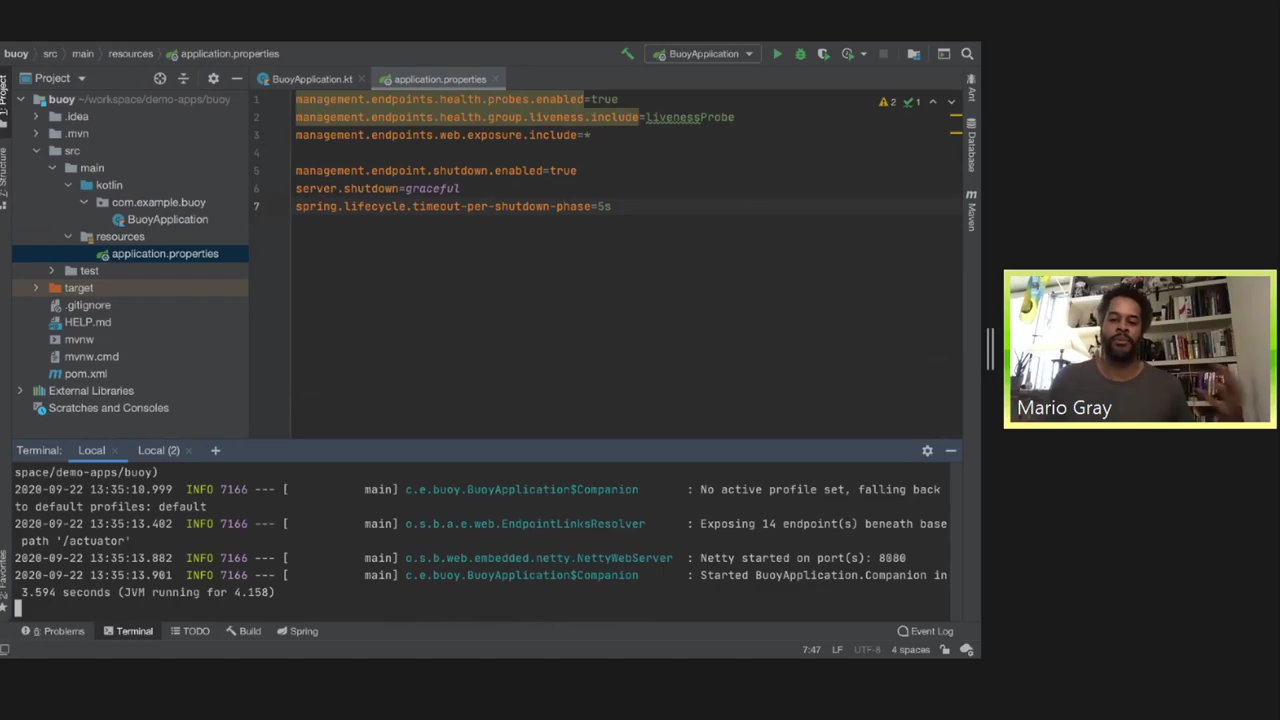 buoy src main resources application.properties
BuoyApplication
Project
BuoyApplication.kt
application.properties
1: Project
Structure
Favorites
buoy ~/workspace/demo-apps/buoy
.idea
.mvn
src
main
kotlin
com.example.buoy
BuoyApplication
resources
application.properties
test
target
.gitignore
HELP.md
mvnw
mvnw.cmd
pom.xml
External Libraries
Scratches and Consoles
1 management.endpoints.health.probes.enabled=true
2 management.endpoints.health.group.liveness.include=livenessProbe
3 management.endpoints.web.exposure.include=*
4
5 management.endpoint.shutdown.enabled=true
6 server.shutdown=graceful
7 spring.lifecycle.timeout-per-shutdown-phase=5s
2 1
Ant
Database
Maven
Mario Gray
Terminal: Local Local (2) +
space/demo-apps/buoy)
2020-09-22 13:35:10.999 INFO 7166 --- [ main] c.e.buoy.BuoyApplication$Companion : No active profile set, falling back
to default profiles: default
2020-09-22 13:35:13.402 INFO 7166 --- [ main] o.s.b.a.e.web.EndpointLinksResolver : Exposing 14 endpoint(s) beneath base
path '/actuator'
2020-09-22 13:35:13.882 INFO 7166 --- [ main] o.s.b.web.embedded.netty.NettyWebServer : Netty started on port(s): 8080
2020-09-22 13:35:13.901 INFO 7166 --- [ main] c.e.buoy.BuoyApplication$Companion : Started BuoyApplication.Companion in
3.594 seconds (JVM running for 4.158)
6: Problems Terminal TODO Build Spring Event Log
7:47 LF UTF-8 4 spaces